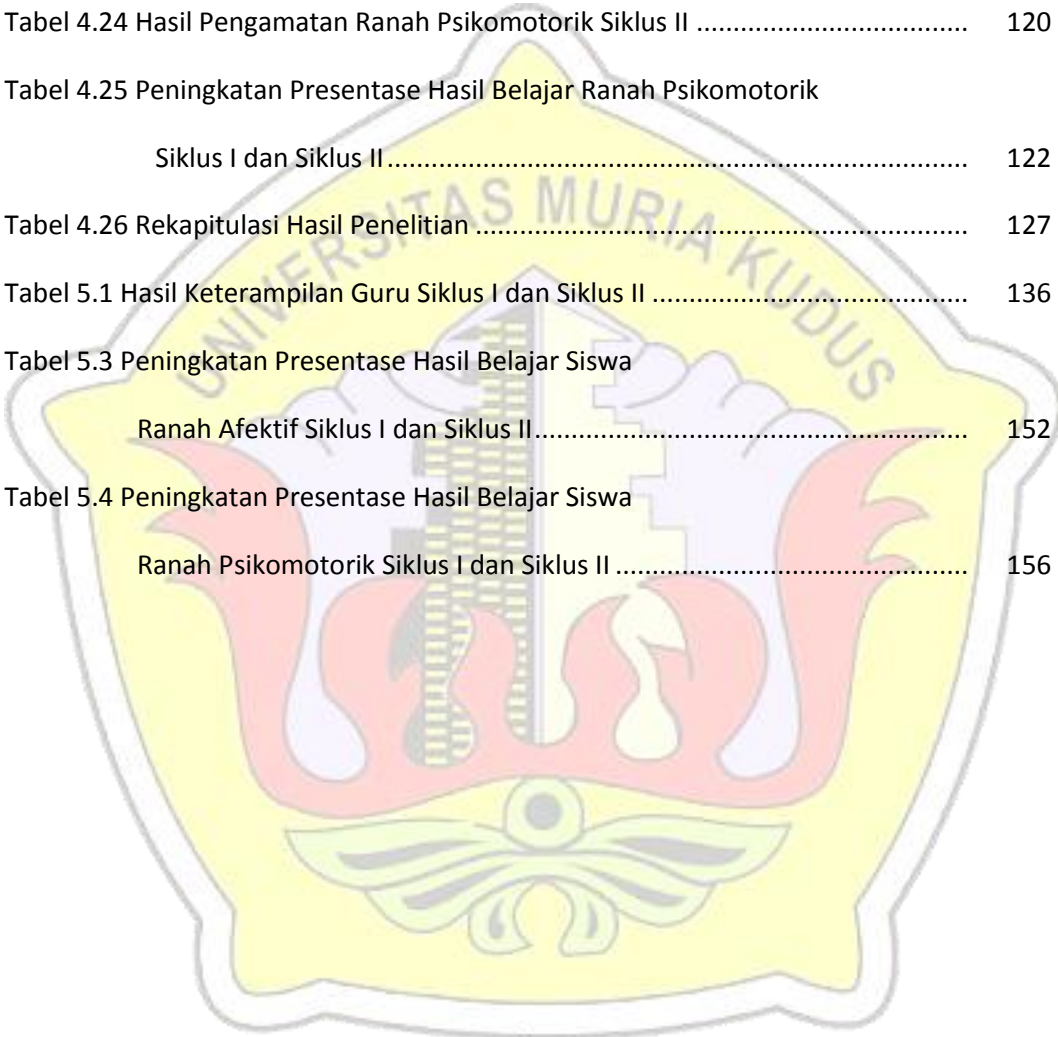 Tabel 4.24 Hasil Pengamatan Ranah Psikomotorik Siklus II ................................... 120
Tabel 4.25 Peningkatan Presentase Hasil Belajar Ranah Psikomotorik
Siklus I dan Siklus II.......................................................................... 122
Tabel 4.26 Rekapitulasi Hasil Penelitian ............................................................... 127
Tabel 5.1 Hasil Keterampilan Guru Siklus I dan Siklus II ........................................ 136
Tabel 5.3 Peningkatan Presentase Hasil Belajar Siswa
Ranah Afektif Siklus I dan Siklus II....................................................... 152
Tabel 5.4 Peningkatan Presentase Hasil Belajar Siswa
Ranah Psikomotorik Siklus I dan Siklus II ............................................. 156
UNIVERSITAS MURIA KUDUS